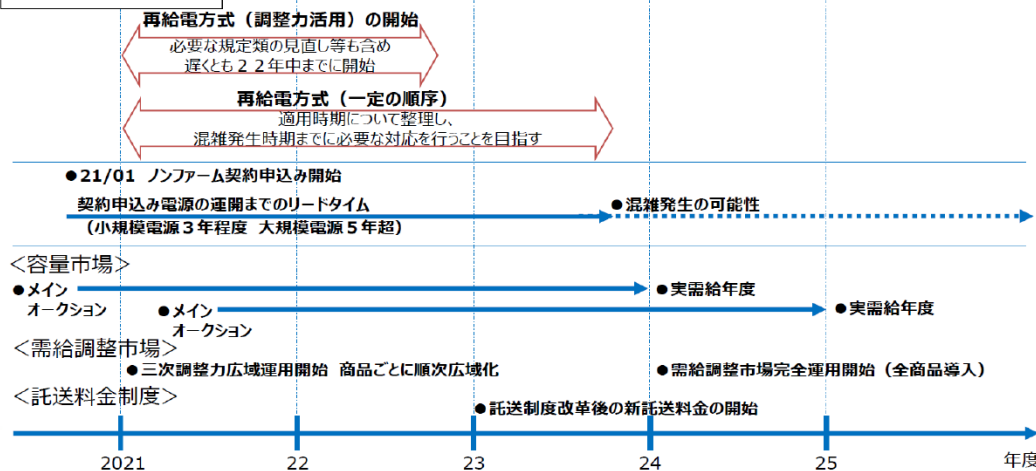 再給電方式（調整力活用）の開始
必要な規定類の見直し等も含め
遅くとも２２年中までに開始
再給電方式（一定の順序）
適用時期について整理し、
混雑発生時期までに必要な対応を行うことを目指す
●21/01 ノンファーム契約申込み開始
契約申込み電源の運開までのリードタイム
（小規模電源３年程度 大規模電源５年超）
●混雑発生の可能性
＜容量市場＞
●メイン
オークション
●実需給年度
●メイン
オークション
●実需給年度
＜需給調整市場＞
●三次調整力広域運用開始 商品ごとに順次広域化
●需給調整市場完全運用開始（全商品導入）
＜託送料金制度＞
●託送制度改革後の新託送料金の開始
2021 22 23 24 25 年度